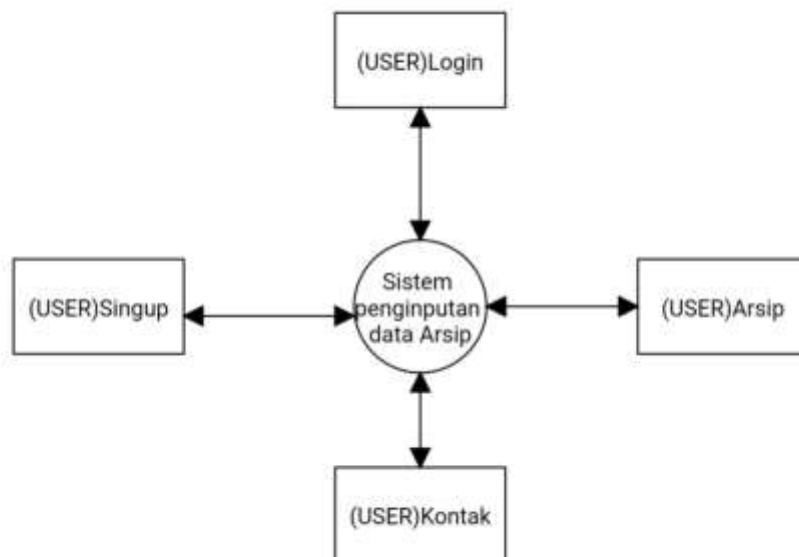 (USER)Login
(USER)Singup
Sistem
penginputan
data Arsip
(USER)Arsip
(USER)Kontak